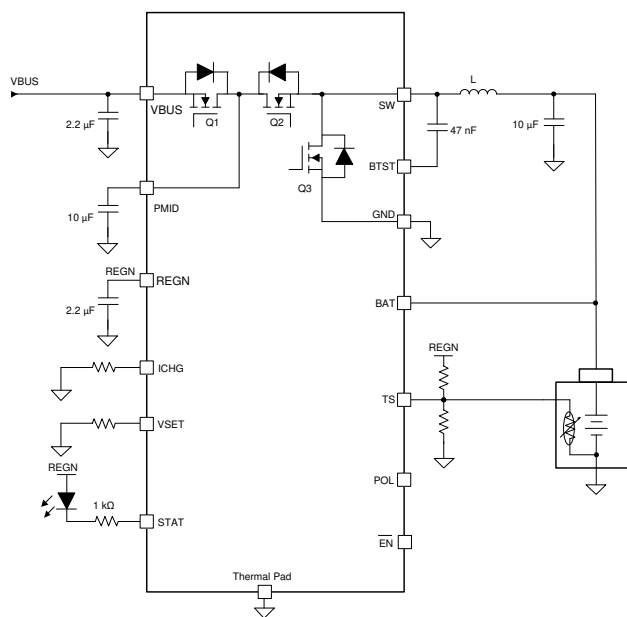 VBUS
2.2 µF
VBUS
Q1
Q2
SW
L
47 nF
10 µF
BTST
Q3
10 µF
PMID
GND
REGN
REGN
2.2 µF
BAT
REGN
ICHG
TS
VSET
REGN
POL
1 kΩ
STAT
EN
Thermal Pad